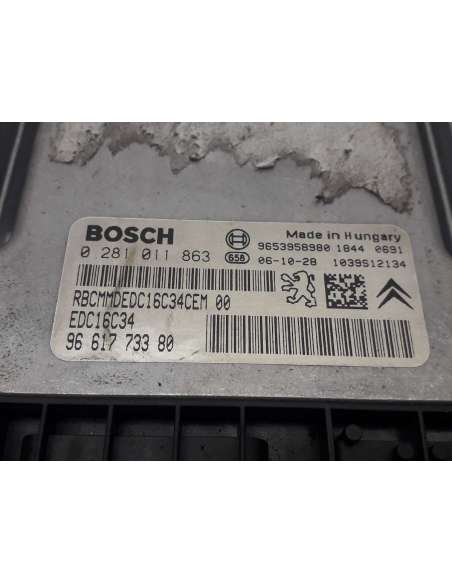 BOSCH
Made in Hungary
9653958980 1844 0691
0 281 011 863
658
06-10-28 1039S12134
RBCMMDEDC16C34CEM 00
EDC16C34
96 617 733 80